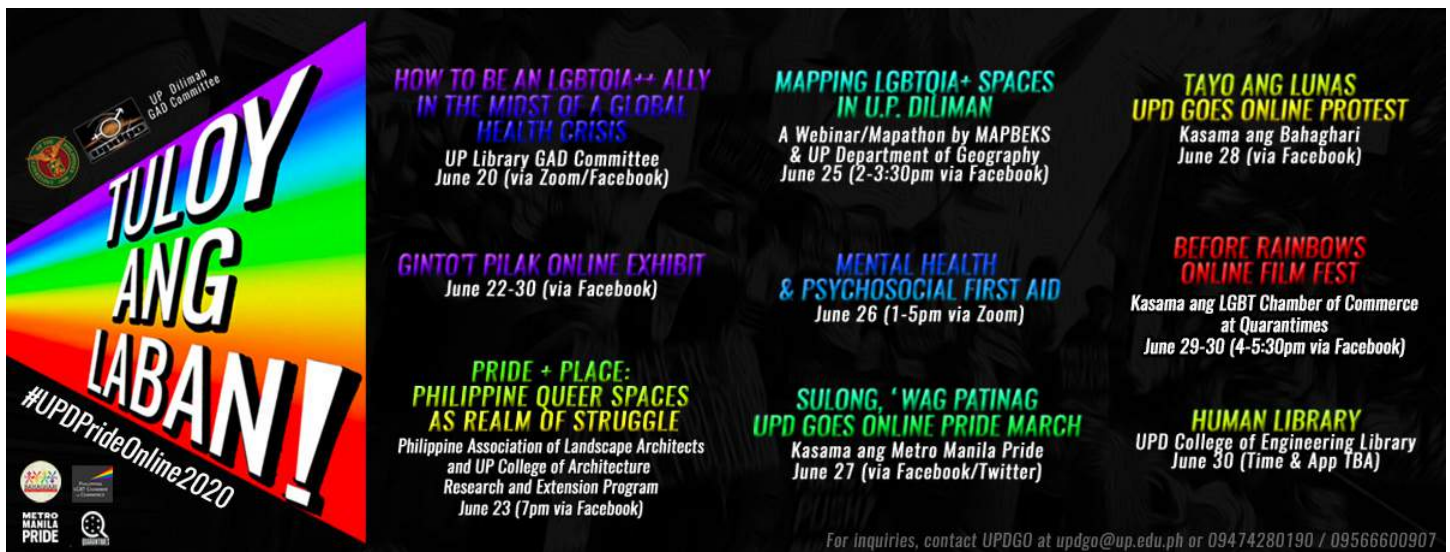 UP Diliman
GAD Committee
TULOY
ANG
LABAN!
#UPDPrideOnline2020
METRO
MANILA
PRIDE
HOW TO BE AN LGBTQIA++ ALLY
IN THE MIDST OF A GLOBAL
HEALTH CRISIS
UP Library GAD Committee
June 20 (via Zoom/Facebook)
GINTO'T PILAK ONLINE EXHIBIT
June 22-30 (via Facebook)
PRIDE + PLACE:
PHILIPPINE QUEER SPACES
AS REALM OF STRUGGLE
Philippine Association of Landscape Architects
and UP College of Architecture
Research and Extension Program
June 23 (7pm via Facebook)
MAPPING LGBTQIA+ SPACES
IN U.P. DILIMAN
A Webinar/Mapathon by MAPBEKS
& UP Department of Geography
June 25 (2-3:30pm via Facebook)
MENTAL HEALTH
& PSYCHOSOCIAL FIRST AID
June 26 (1-5pm via Zoom)
SULONG, 'WAG PATINAG
UPD GOES ONLINE PRIDE MARCH
Kasama ang Metro Manila Pride
June 27 (via Facebook/Twitter)
TAYO ANG LUNAS
UPD GOES ONLINE PROTEST
Kasama ang Bahaghari
June 28 (via Facebook)
BEFORE RAINBOWS
ONLINE FILM FEST
Kasama ang LGBT Chamber of Commerce
at Quarantimes
June 29-30 (4-5:30pm via Facebook)
HUMAN LIBRARY
UPD College of Engineering Library
June 30 (Time & App TBA)
For inquiries, contact UPDGO at updgo@up.edu.ph or 09474280190 / 09566600907